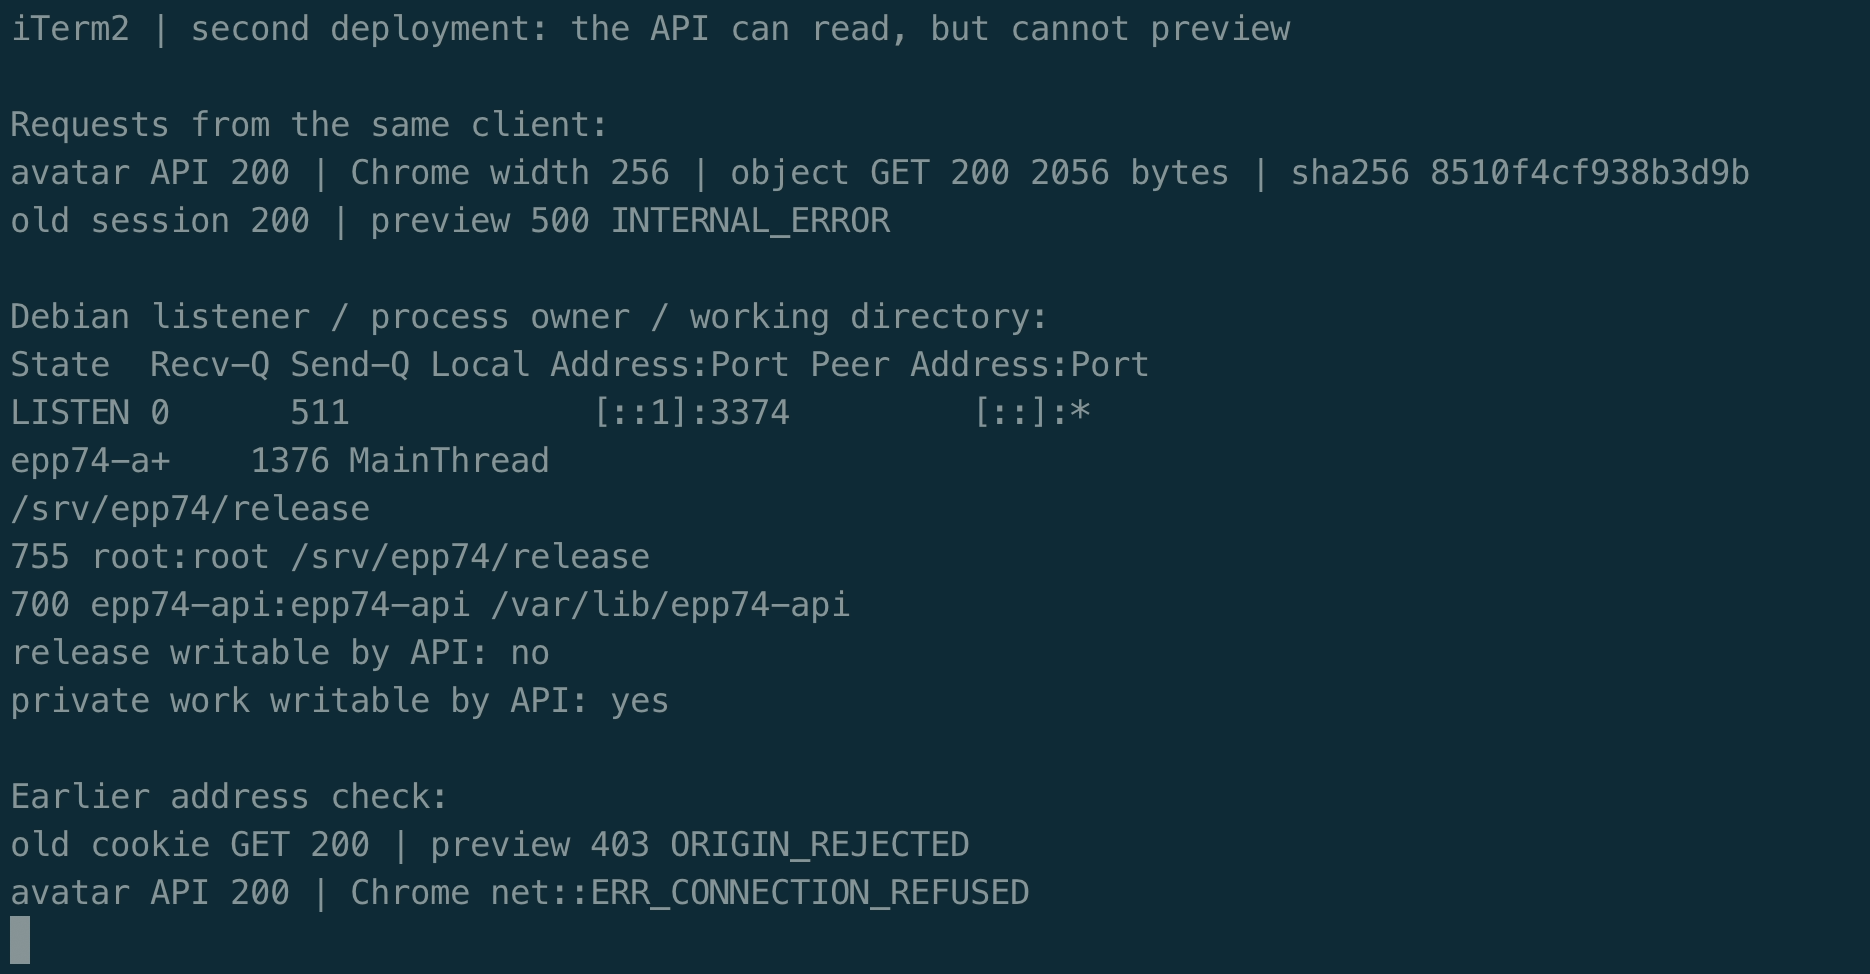 iTerm2 | second deployment: the API can read, but cannot preview
Requests from the same client:
avatar API 200 | Chrome width 256 | object GET 200 2056 bytes | sha256 8510f4cf938b3d9b
old session 200 | preview 500 INTERNAL_ERROR
Debian listener / process owner / working directory:
State  Recv-Q Send-Q Local Address:Port Peer Address:Port
LISTEN 0      511            [::1]:3374         [::]:*
epp74-a+    1376 MainThread
/srv/epp74/release
755 root:root /srv/epp74/release
700 epp74-api:epp74-api /var/lib/epp74-api
release writable by API: no
private work writable by API: yes
Earlier address check:
old cookie GET 200 | preview 403 ORIGIN_REJECTED
avatar API 200 | Chrome net::ERR_CONNECTION_REFUSED